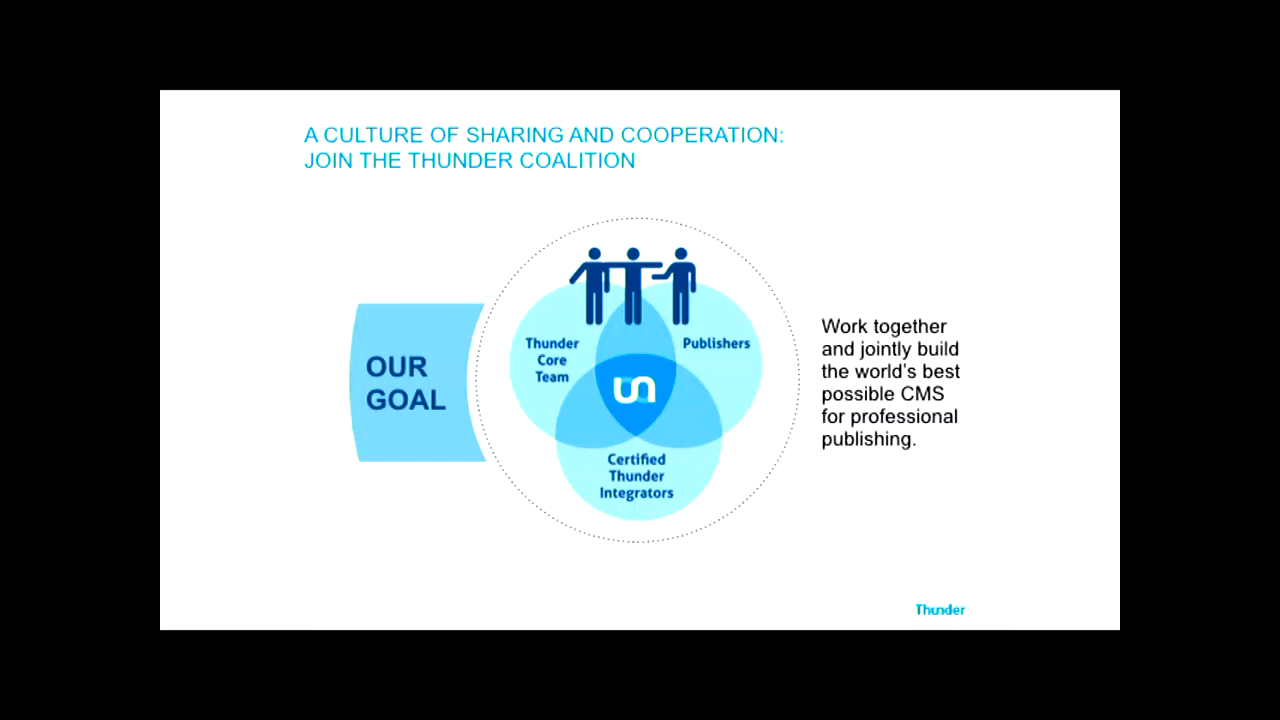 A CULTURE OF SHARING AND COOPERATION:
JOIN THE THUNDER COALITION
OUR
GOAL
Thunder
Core
Team
Publishers
un
Certified
Thunder
Integrators
Work together
and jointly build
the world's best
possible CMS
for professional
publishing.
Thunder